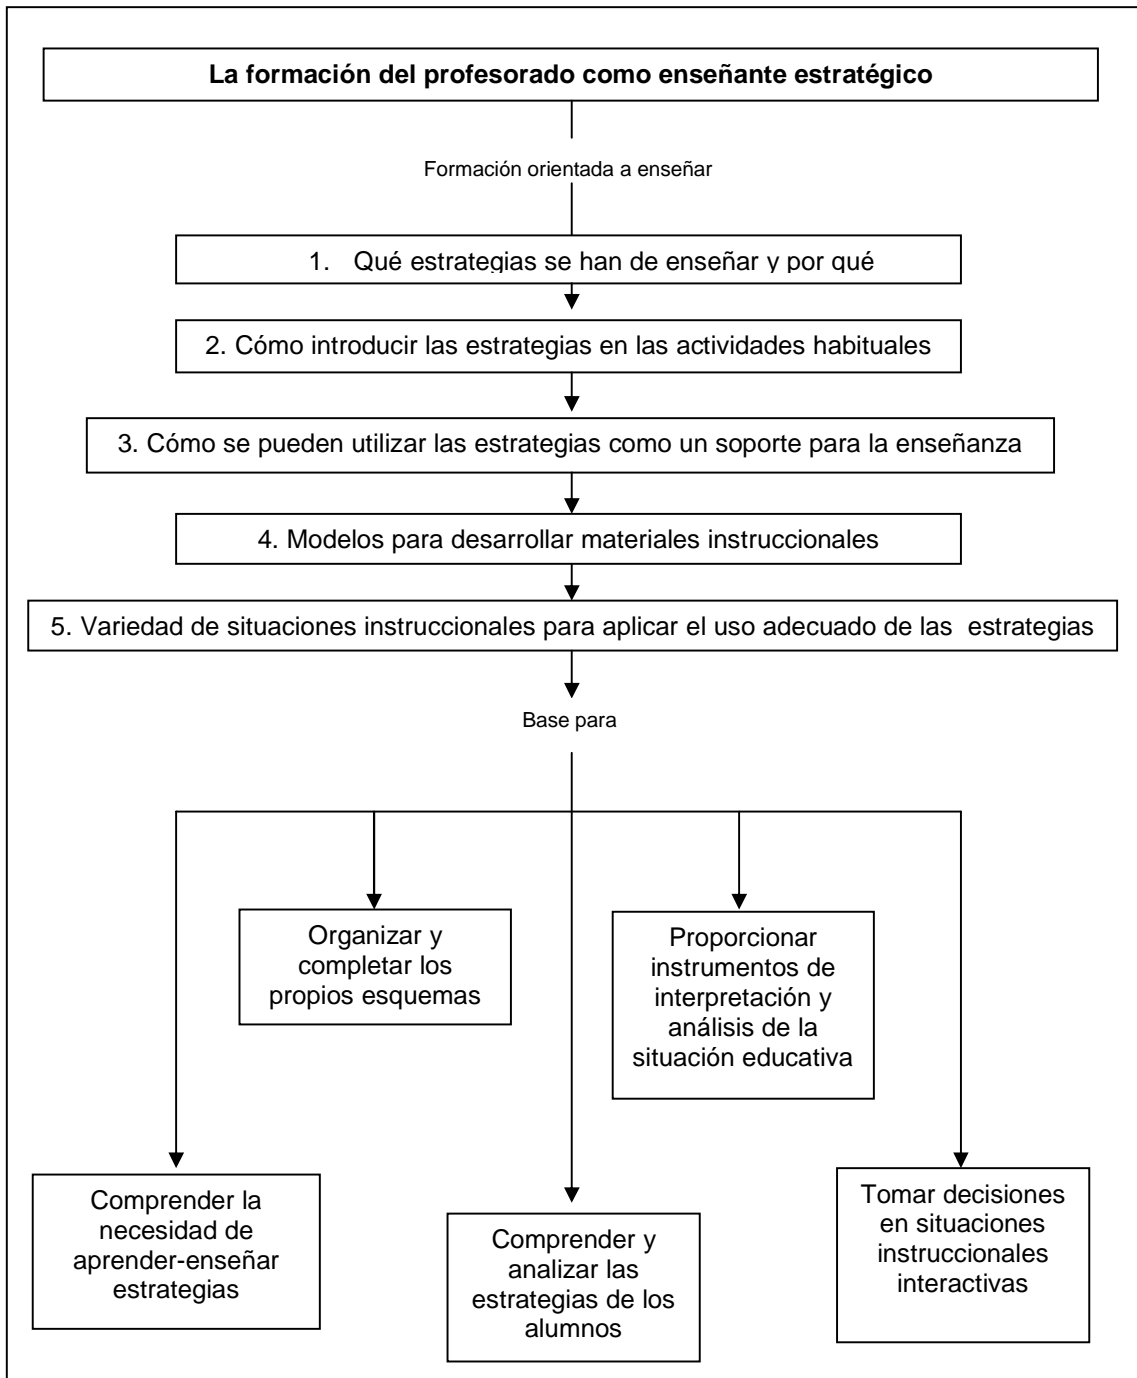 La formación del profesorado como enseñante estratégico
Formación orientada a enseñar
1. Qué estrategias se han de enseñar y por qué
2. Cómo introducir las estrategias en las actividades habituales
3. Cómo se pueden utilizar las estrategias como un soporte para la enseñanza
4. Modelos para desarrollar materiales instruccionales
5. Variedad de situaciones instruccionales para aplicar el uso adecuado de las estrategias
Base para
Organizar y
completar los
propios esquemas
Proporcionar
instrumentos de
interpretación y
análisis de la
situación educativa
Comprender la
necesidad de
aprender-enseñar
estrategias
Comprender y
analizar las
estrategias de los
alumnos
Tomar decisiones
en situaciones
instruccionales
interactivas